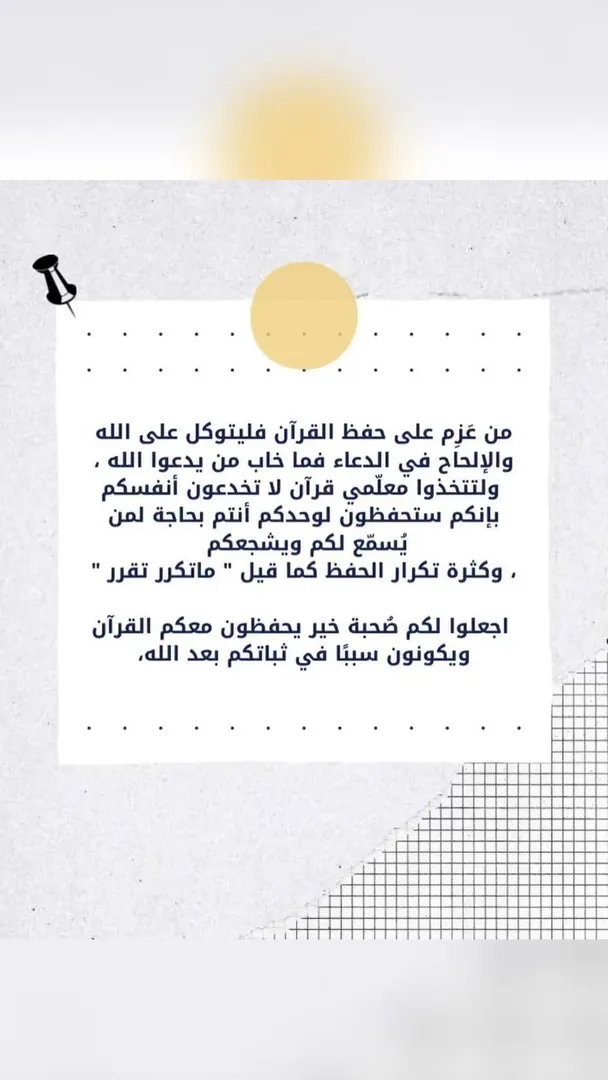 من عَزِم على حفظ القرآن فليتوكل على الله
والإلحاح في الدعاء فما خاب من يدعوا الله ،
ولتتخذوا معلّمي قرآن لا تخدعون أنفسكم
بإنكم ستحفظون لوحدكم أنتم بحاجة لمن
يُسمّع لكم ويشجعكم
، وكثرة تكرار الحفظ كما قيل " ماتكرر تقرر "
اجعلوا لكم صُحبة خير يحفظون معكم القرآن
ويكونون سببًا في ثباتكم بعد الله،